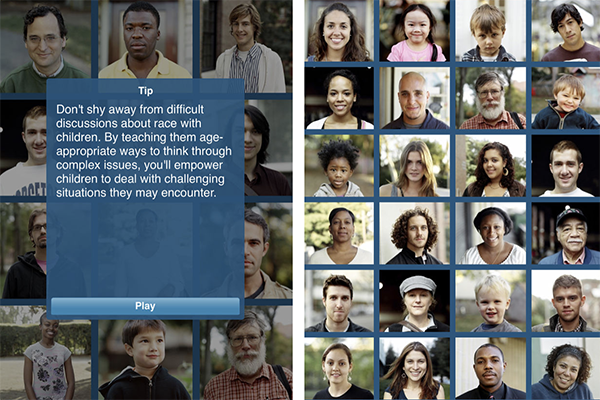 Tip
Don't shy away from difficult
discussions about race with
children. By teaching them age-
appropriate ways to think through
complex issues, you'll empower
children to deal with challenging
situations they may encounter.
Play